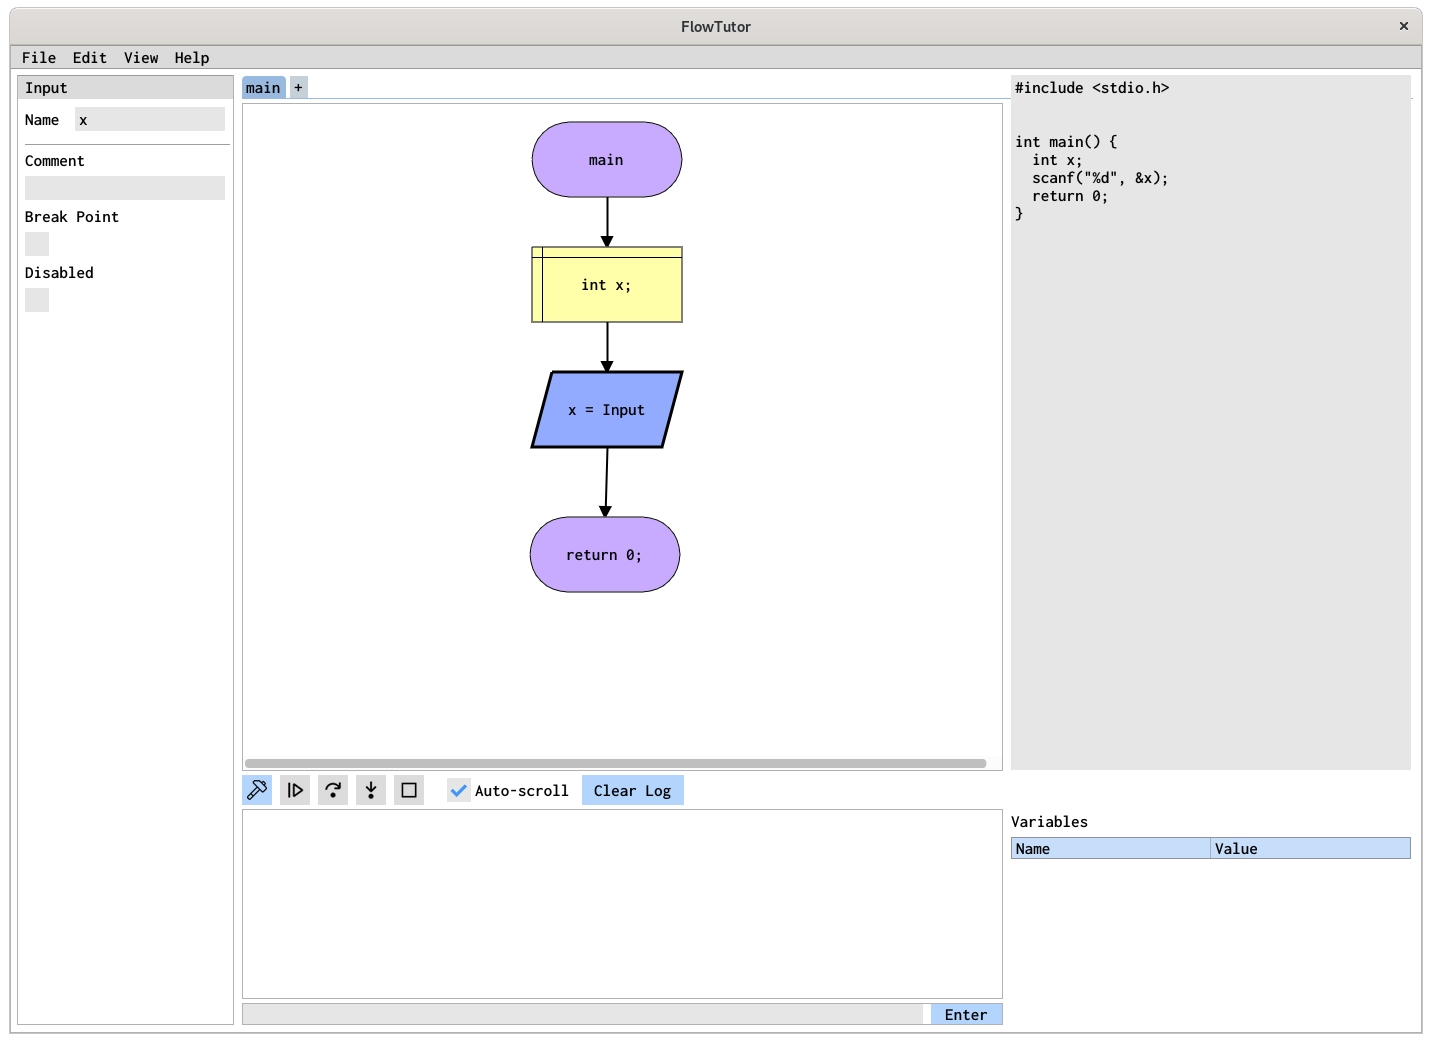 FlowTutor
File Edit View Help
Input
Name x
Comment
Break Point
Disabled
main +
main
int x;
x = Input
return 0;
#include <stdio.h>
int main() {
  int x;
  scanf("%d", &x);
  return 0;
}
Auto-scroll Clear Log
Enter
Variables
Name Value